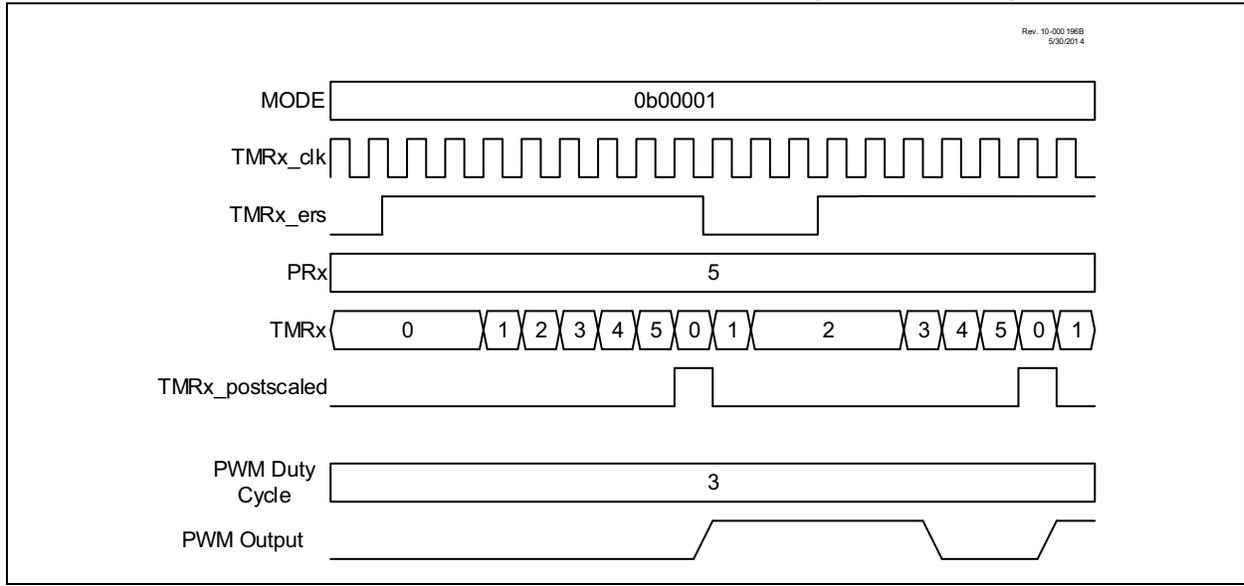 Rev. 10-000 196B
5/30/201 4
MODE 0b00001
TMRx_clk
TMRx_ers
PRx 5
TMRx 0 1 2 3 4 5 0 1 2 3 4 5 0 1
TMRx_postscaled
PWM Duty
Cycle 3
PWM Output